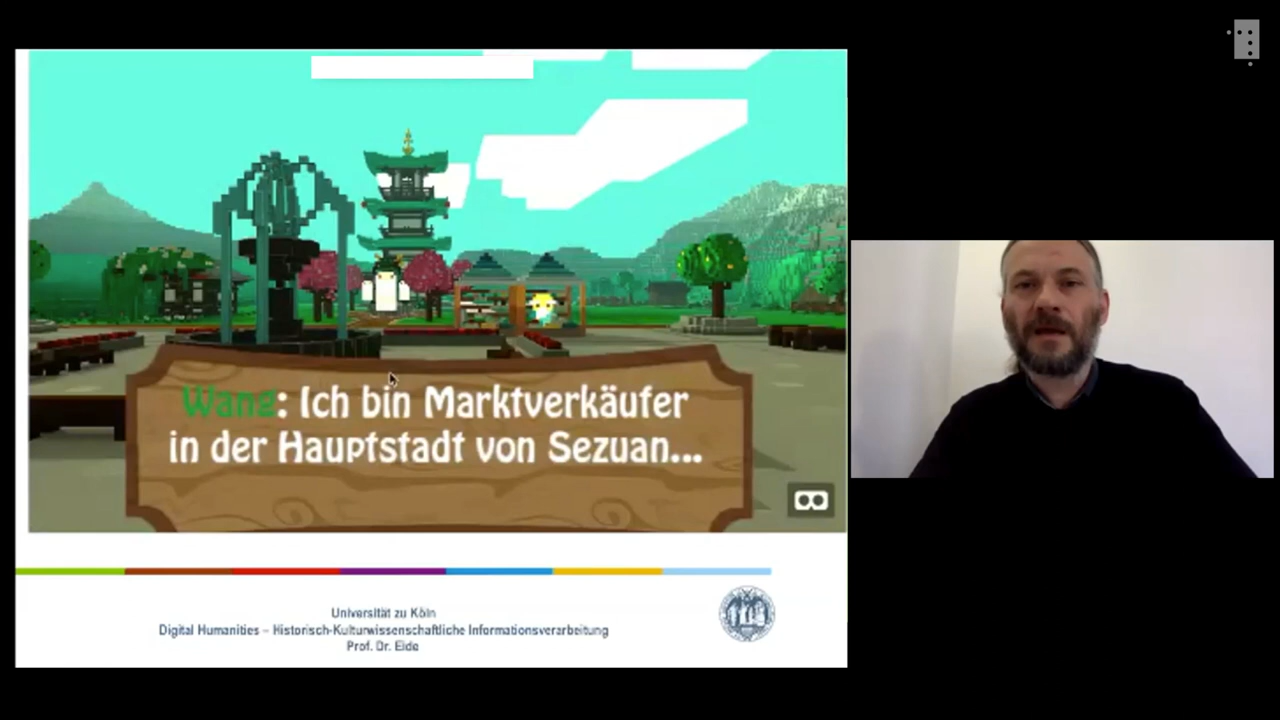 Wang: Ich bin Marktverkäufer
in der Hauptstadt von Sezuan...
Universität zu Köln
Digital Humanities – Historisch-Kulturwissenschaftliche Informationsverarbeitung
Prof. Dr. Eide